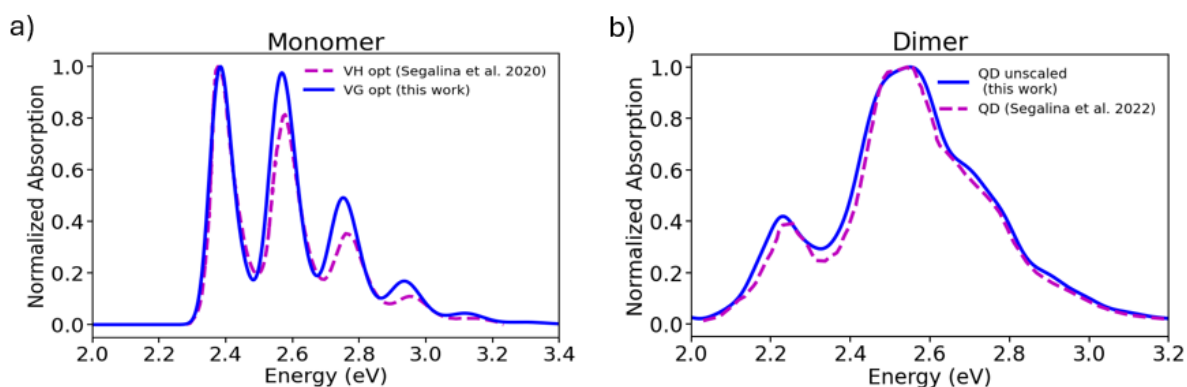 a)
Monomer
VH opt (Segalina et al. 2020)
VG opt (this work)
Normalized Absorption
1.0
0.8
0.6
0.4
0.2
0.0
2.0 2.2 2.4 2.6 2.8 3.0 3.2 3.4
Energy (eV)
b)
Dimer
QD unscaled
(this work)
QD (Segalina et al. 2022)
Normalized Absorption
1.0
0.8
0.6
0.4
0.2
0.0
2.0 2.2 2.4 2.6 2.8 3.0 3.2
Energy (eV)